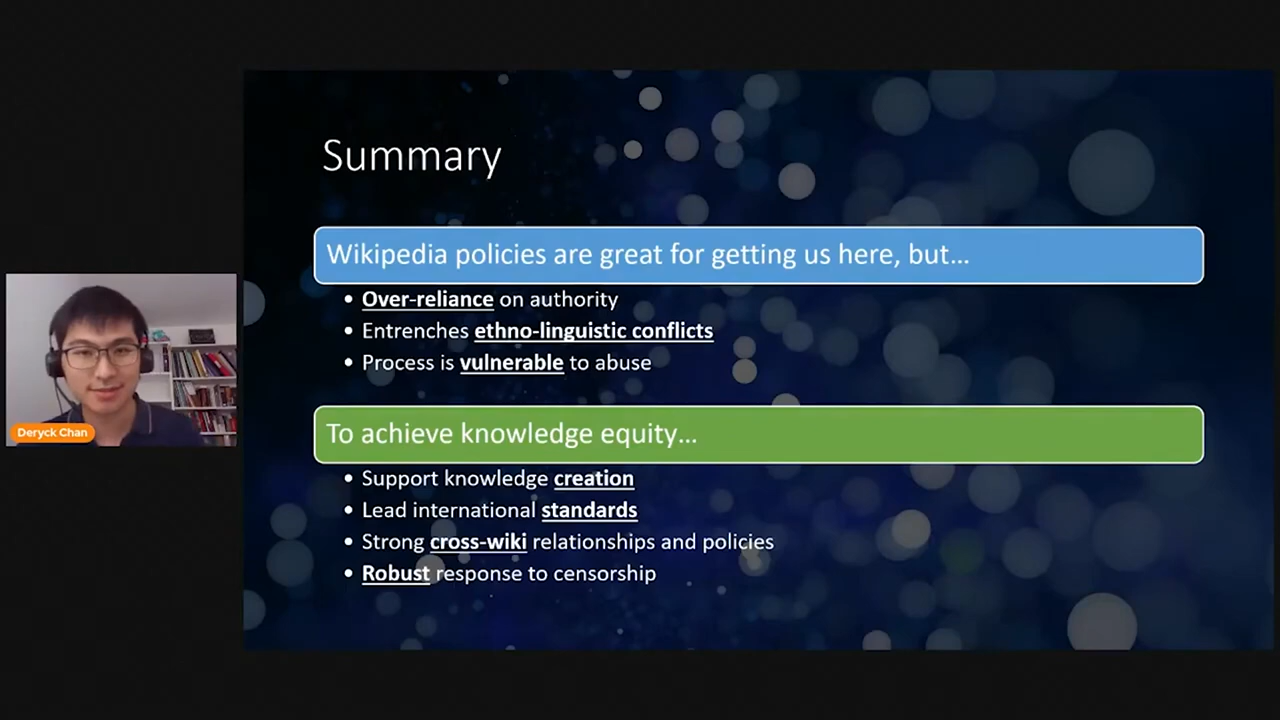 Summary
Wikipedia policies are great for getting us here, but...
• Over-reliance on authority
• Entrenches ethno-linguistic conflicts
• Process is vulnerable to abuse
To achieve knowledge equity...
• Support knowledge creation
• Lead international standards
• Strong cross-wiki relationships and policies
• Robust response to censorship
Deryck Chan